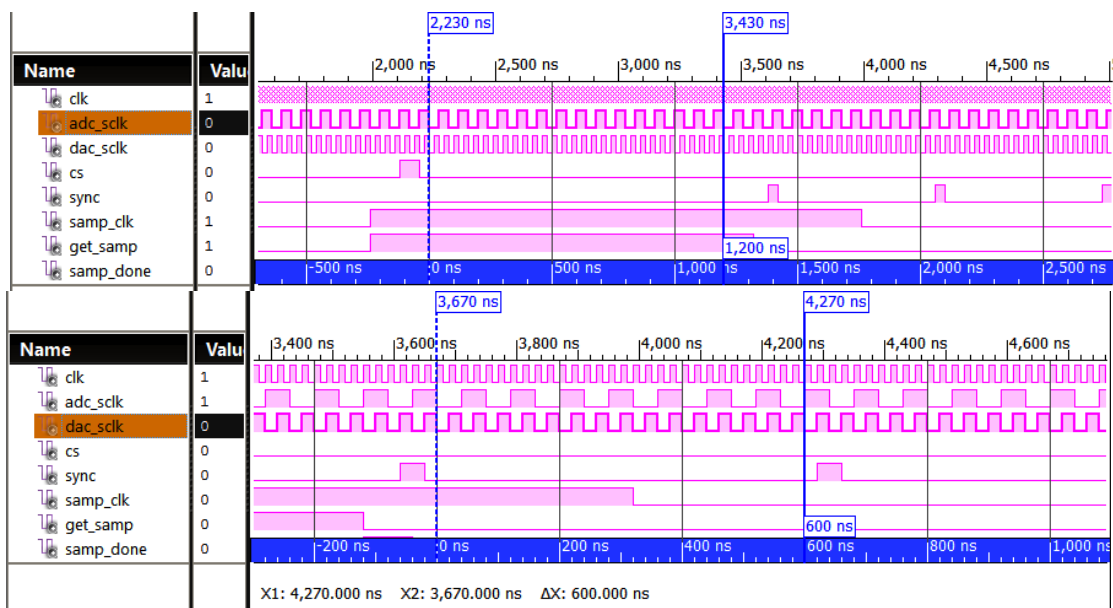 2,230 ns 3,430 ns
2,000 ns 2,500 ns 3,000 ns 3,500 ns 4,000 ns 4,500 ns
Name Valu
clk 1
adc_sclk 0
dac_sclk 0
cs 0
sync 0
samp_clk 1
get_samp 1 1,200 ns
samp_done 0 -500 ns 0 ns 500 ns 1,000 ns 1,500 ns 2,000 ns 2,500 ns
3,670 ns 4,270 ns
Name Valu 3,400 ns 3,600 ns 3,800 ns 4,000 ns 4,200 ns 4,400 ns 4,600 ns
clk 1
adc_sclk 1
dac_sclk 0
cs 0
sync 0
samp_clk 0
get_samp 0 600 ns
samp_done 0 -200 ns 0 ns 200 ns 400 ns 600 ns 800 ns 1,000 ns
X1: 4,270.000 ns X2: 3,670.000 ns ΔX: 600.000 ns